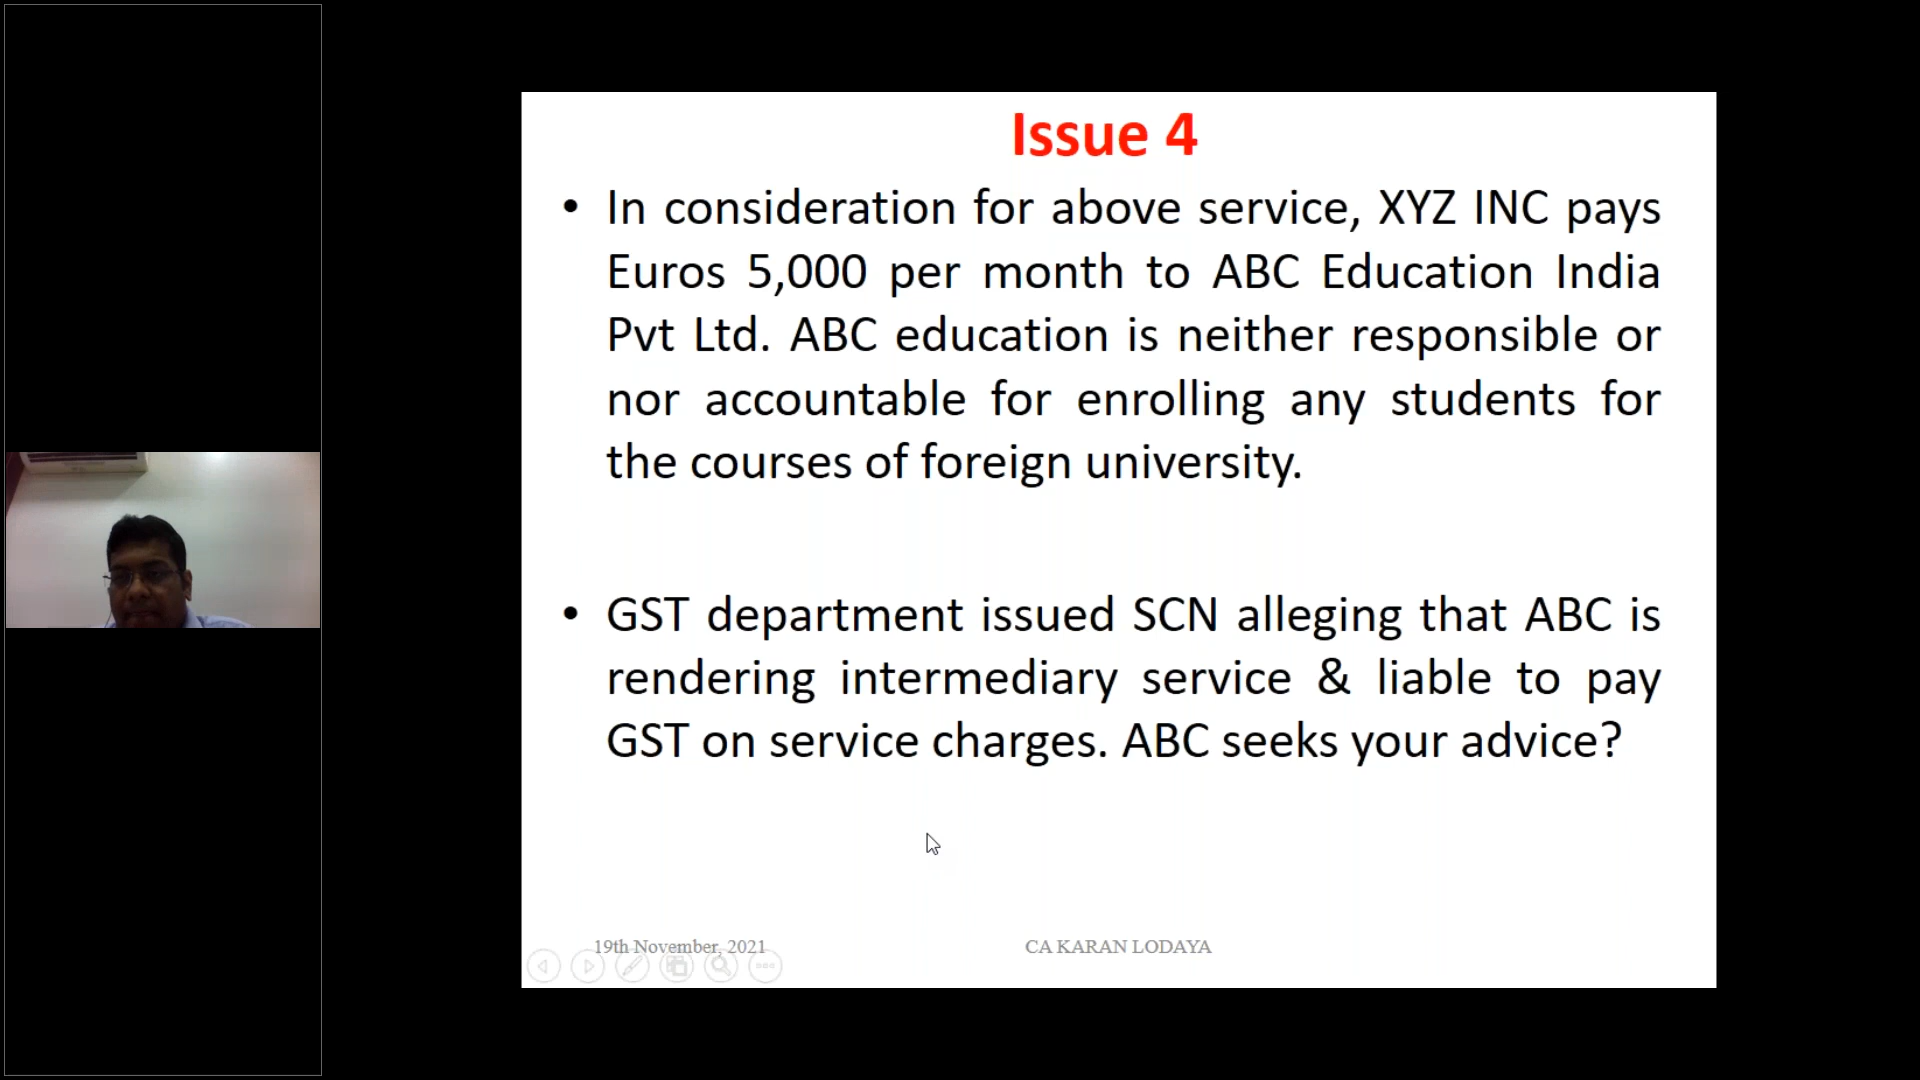 Issue 4
• In consideration for above service, XYZ INC pays
Euros 5,000 per month to ABC Education India
Pvt Ltd. ABC education is neither responsible or
nor accountable for enrolling any students for
the courses of foreign university.
• GST department issued SCN alleging that ABC is
rendering intermediary service & liable to pay
GST on service charges. ABC seeks your advice?
19th November, 2021
CA KARAN LODAYA